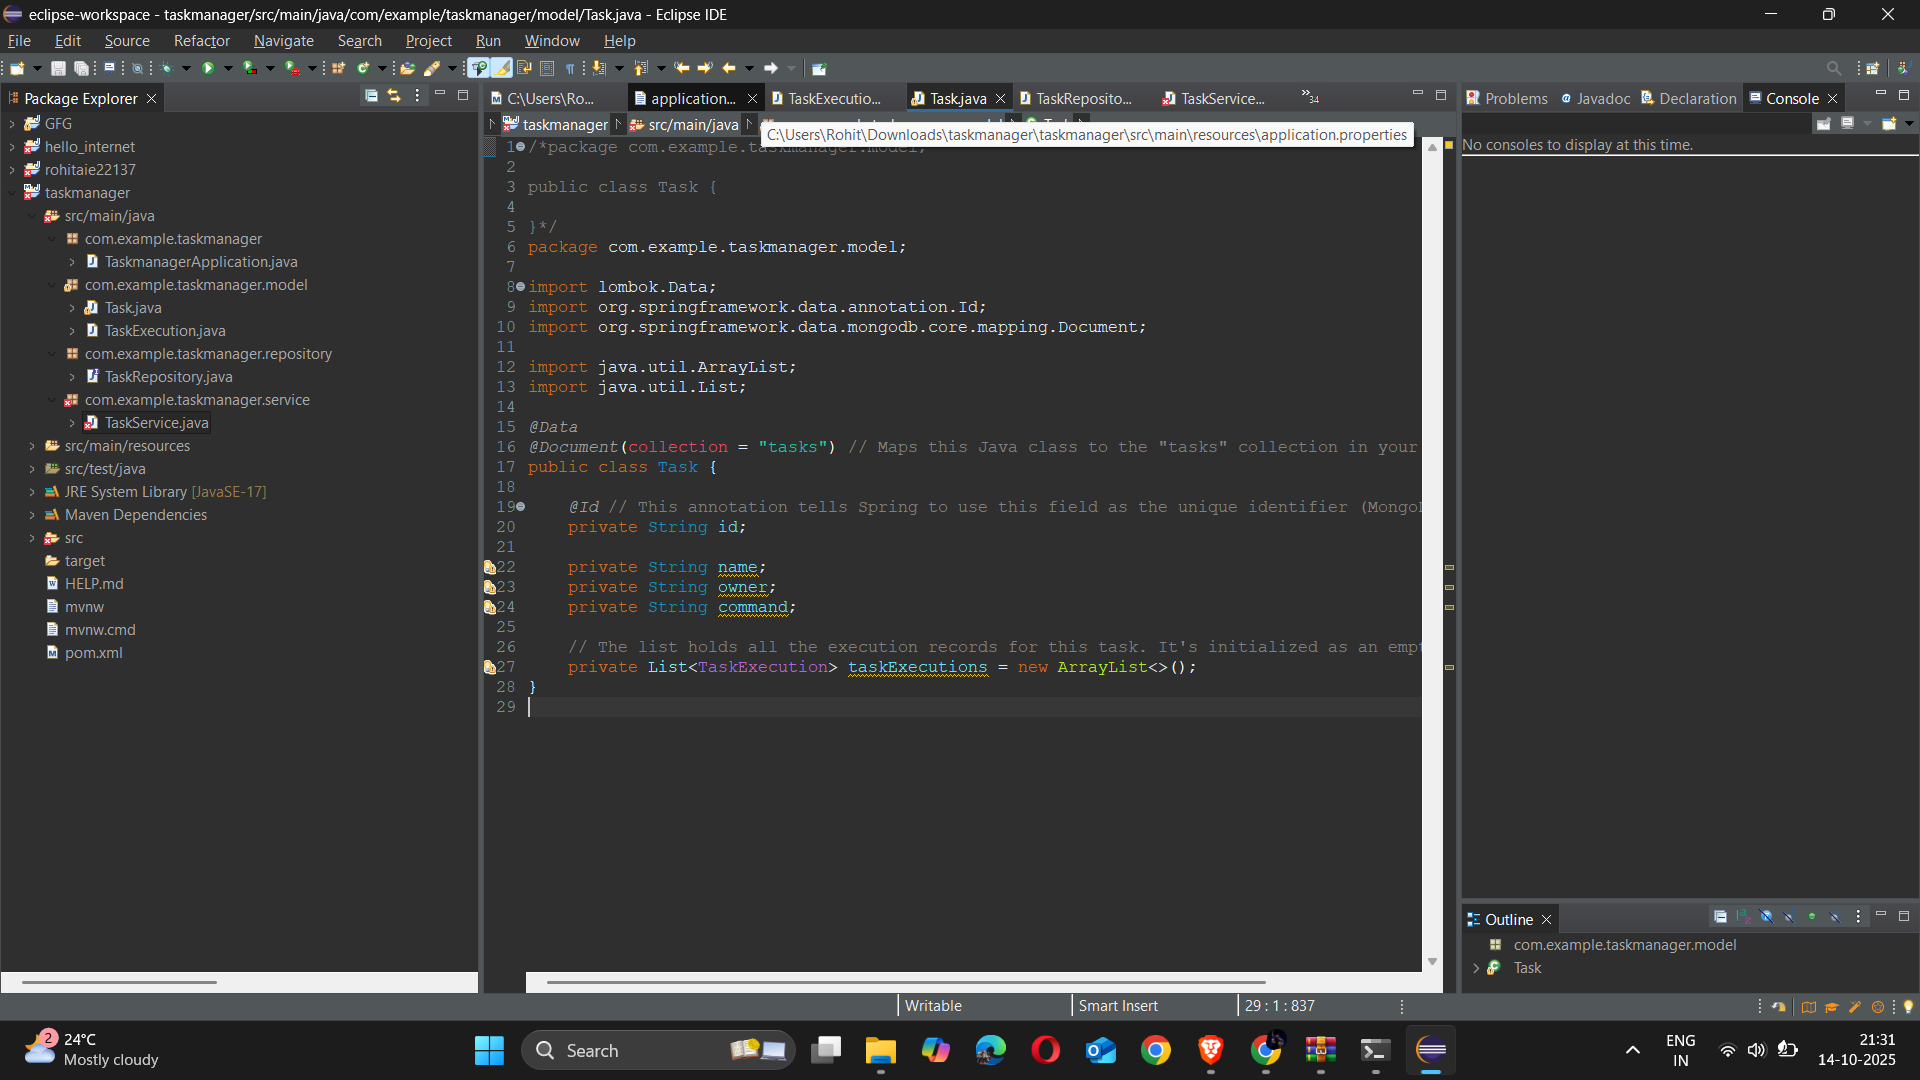 eclipse-workspace - taskmanager/src/main/java/com/example/taskmanager/model/Task.java - Eclipse IDE
File Edit Source Refactor Navigate Search Project Run Window Help
Package Explorer
GFG
hello_internet
rohitaie22137
taskmanager
src/main/java
com.example.taskmanager
TaskmanagerApplication.java
com.example.taskmanager.model
Task.java
TaskExecution.java
com.example.taskmanager.repository
TaskRepository.java
com.example.taskmanager.service
TaskService.java
src/main/resources
src/test/java
JRE System Library [JavaSE-17]
Maven Dependencies
src
target
HELP.md
mvnw
mvnw.cmd
pom.xml
C:\Users\Ro... application... TaskExecutio... Task.java TaskReposito... TaskService... »34
taskmanager src/main/java
C:\Users\Rohit\Downloads\taskmanager\taskmanager\src\main\resources\application.properties
1 /*package com.example.taskmanager.model;
2
3 public class Task {
4
5 }*/
6 package com.example.taskmanager.model;
7
8 import lombok.Data;
9 import org.springframework.data.annotation.Id;
10 import org.springframework.data.mongodb.core.mapping.Document;
11
12 import java.util.ArrayList;
13 import java.util.List;
14
15 @Data
16 @Document(collection = "tasks") // Maps this Java class to the "tasks" collection in your
17 public class Task {
18
19 @Id // This annotation tells Spring to use this field as the unique identifier
20 private String id;
21
22 private String name;
23 private String owner;
24 private String command;
25
26 // The list holds all the execution records for this task. It's initialized as an
27 private List<TaskExecution> taskExecutions = new ArrayList<>();
28 }
29
Problems Javadoc Declaration Console
No consoles to display at this time.
Outline
com.example.taskmanager.model
Task
Writable Smart Insert 29 : 1 : 837
2
24°C
Mostly cloudy
Search
ENG
IN
21:31
14-10-2025